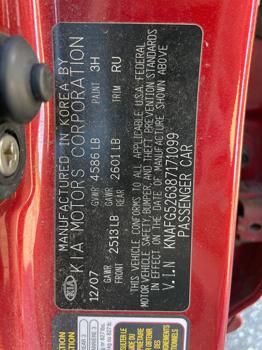 MANUFACTURED IN KOREA BY
KIA KIA MOTORS CORPORATION
12/07 GVWR 4586 LB PAINT 3H
GAWR FRONT 2513 LB GAWR REAR 2601 LB TRIM RU
THIS VEHICLE CONFORMS TO ALL APPLICABLE U.S.A. FEDERAL
MOTOR VEHICLE SAFETY, BUMPER, AND THEFT PREVENTION STANDARDS
IN EFFECT ON THE DATE OF MANUFACTURE SHOWN ABOVE
V.I.N KNAFG526387171099
PASSENGER CAR